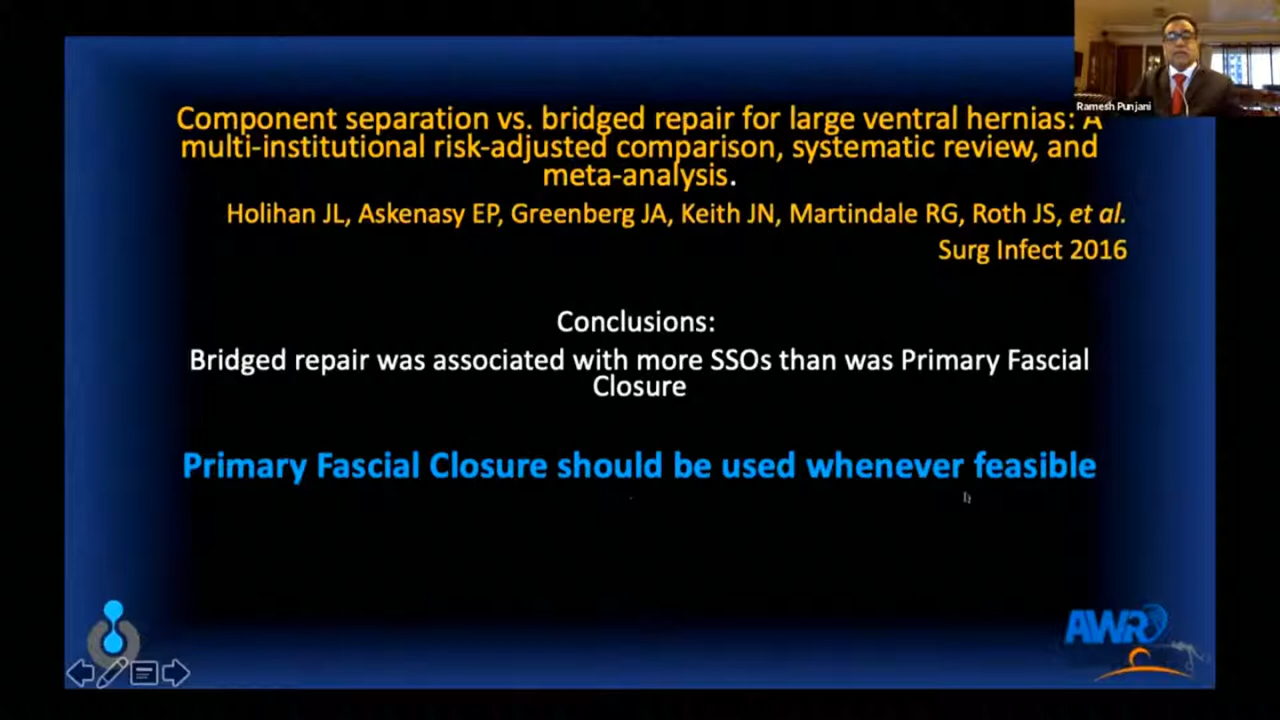 Ramesh Punjani
Component separation vs. bridged repair for large ventral hernias: A
multi-institutional risk-adjusted comparison, systematic review, and
meta-analysis.
Holihan JL, Askenasy EP, Greenberg JA, Keith JN, Martindale RG, Roth JS, et al.
Surg Infect 2016
Conclusions:
Bridged repair was associated with more SSOs than was Primary Fascial
Closure
Primary Fascial Closure should be used whenever feasible
AWR